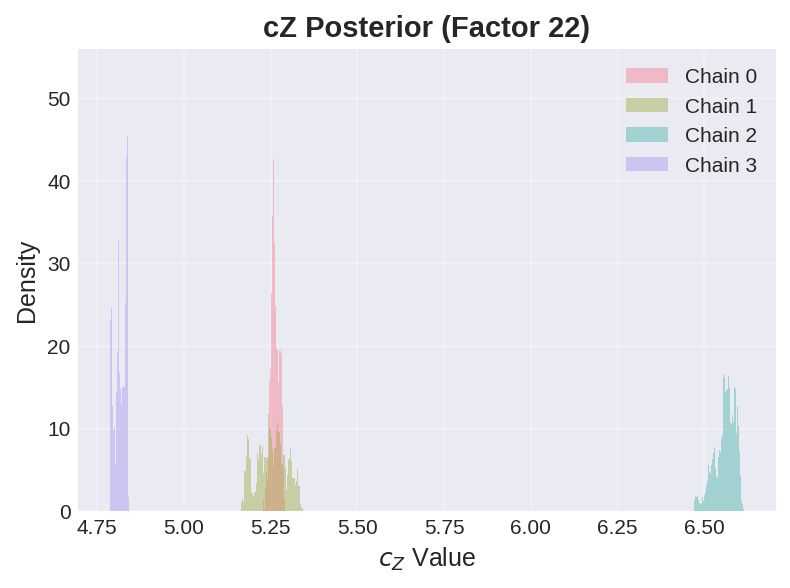 cZ Posterior (Factor 22)
Chain 0
Chain 1
Chain 2
Chain 3
50
40
30
20
10
0
Density
4.75 5.00 5.25 5.50 5.75 6.00 6.25 6.50
c_Z Value